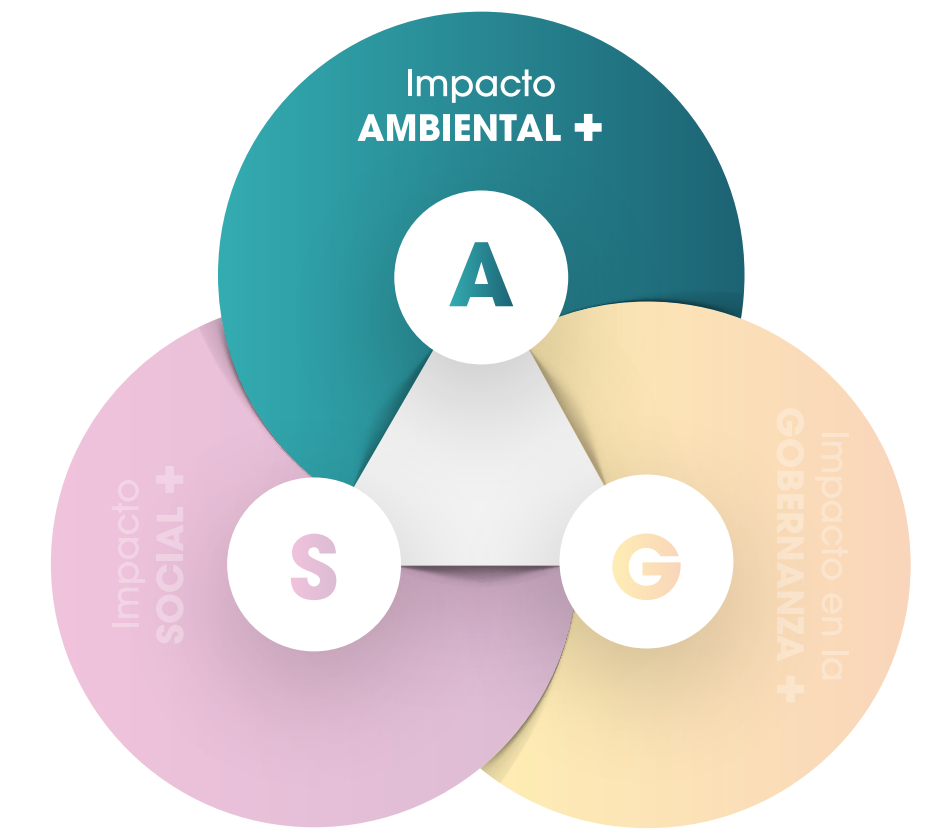 Impacto
AMBIENTAL +
A
Impacto
SOCIAL +
S
G
Impacto en la
GOBERNANZA +